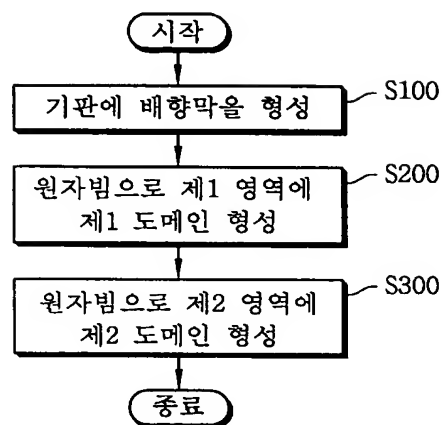 시작
기판에 배향막을 형성
S100
원자빔으로 제1 영역에
제1 도메인 형성
S200
원자빔으로 제2 영역에
제2 도메인 형성
S300
종료